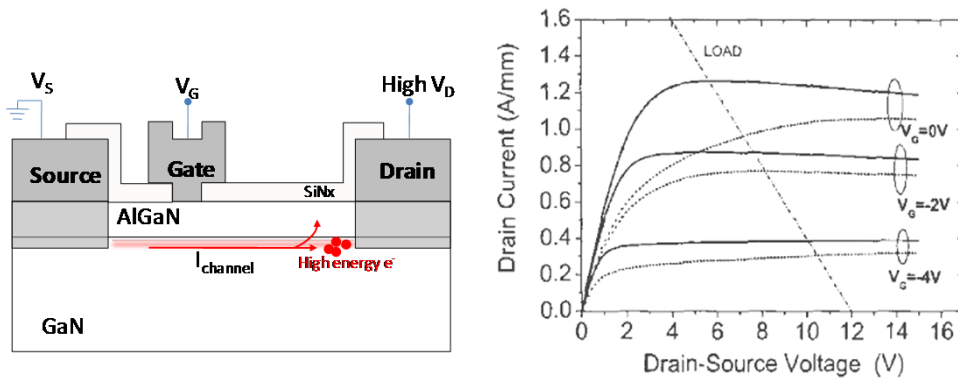 V_S
V_G
High V_D
Source
Gate
Drain
SiNx
AlGaN
I_channel
High energy e⁻
GaN
Drain Current (A/mm)
1.6
1.4
1.2
1.0
0.8
0.6
0.4
0.2
0.0
LOAD
V_G=0V
V_G=-2V
V_G=-4V
0 2 4 6 8 10 12 14 16
Drain-Source Voltage (V)